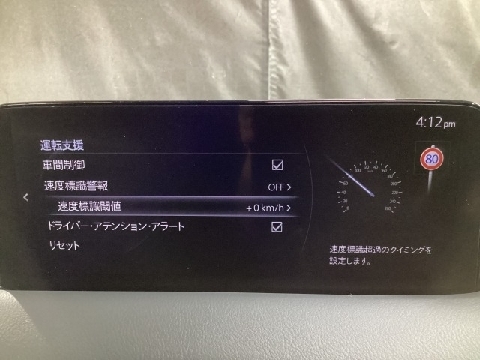 4:12 pm
運転支援
車間制御
速度標識警報 OFF >
速度標識閾値 +0 km/h >
ドライバー・アテンション・アラート
リセット
80
速度標識超過のタイミングを
設定します。